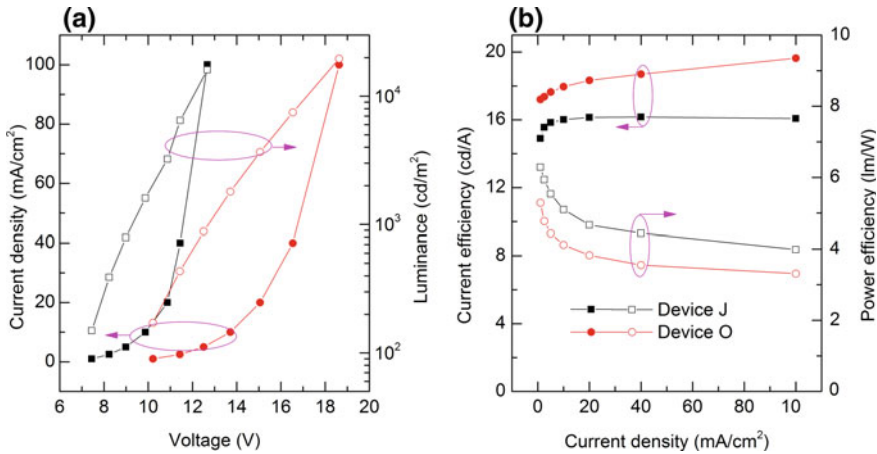 (a)
100
80
60
40
20
0
Current density (mA/cm²)
10⁴
10³
10²
Luminance (cd/m²)
6 8 10 12 14 16 18 20
Voltage (V)
(b)
20
16
12
8
4
0
Current efficiency (cd/A)
10
8
6
4
2
0
Power efficiency (lm/W)
Device J
Device O
0 20 40 60 80 100
Current density (mA/cm²)